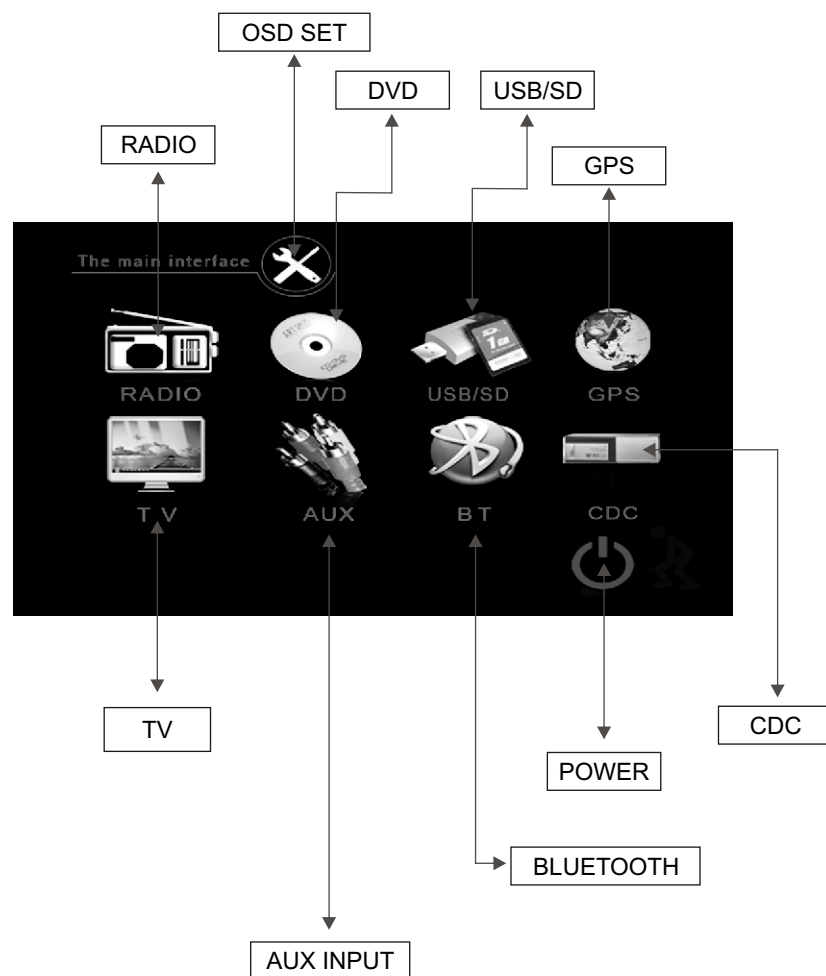 OSD SET
DVD
USB/SD
RADIO
GPS
The main interface
1GB
RADIO
DVD
USB/SD
GPS
TV
AUX
BT
CDC
TV
CDC
POWER
BLUETOOTH
AUX INPUT